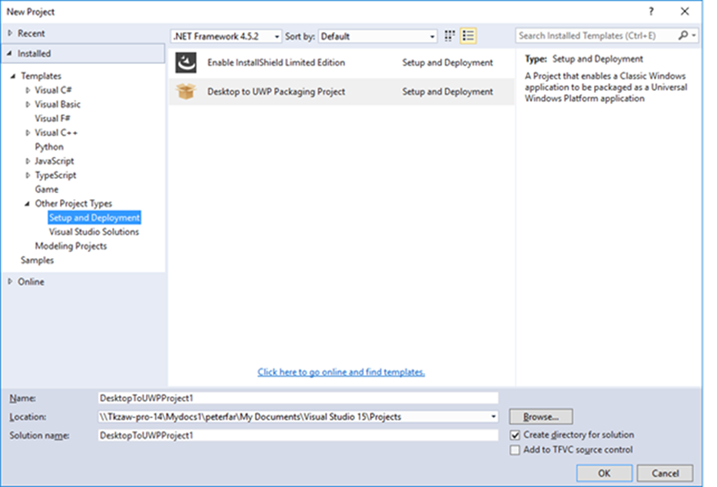 New Project
? ×
Recent
.NET Framework 4.5.2 Sort by: Default
Search Installed Templates (Ctrl+E)
Installed
Templates
Visual C#
Visual Basic
Visual F#
Visual C++
Python
JavaScript
TypeScript
Game
Other Project Types
Setup and Deployment
Visual Studio Solutions
Modeling Projects
Samples
Online
Enable InstallShield Limited Edition Setup and Deployment
Desktop to UWP Packaging Project Setup and Deployment
Type: Setup and Deployment
A Project that enables a Classic Windows
application to be packaged as a Universal
Windows Platform application
Click here to go online and find templates.
Name: DesktopToUWPProject1
Location: \\Tkzaw-pro-14\Mydocs1\peterfar\My Documents\Visual Studio 15\Projects
Browse...
Solution name: DesktopToUWPProject1
Create directory for solution
Add to TFVC source control
OK Cancel